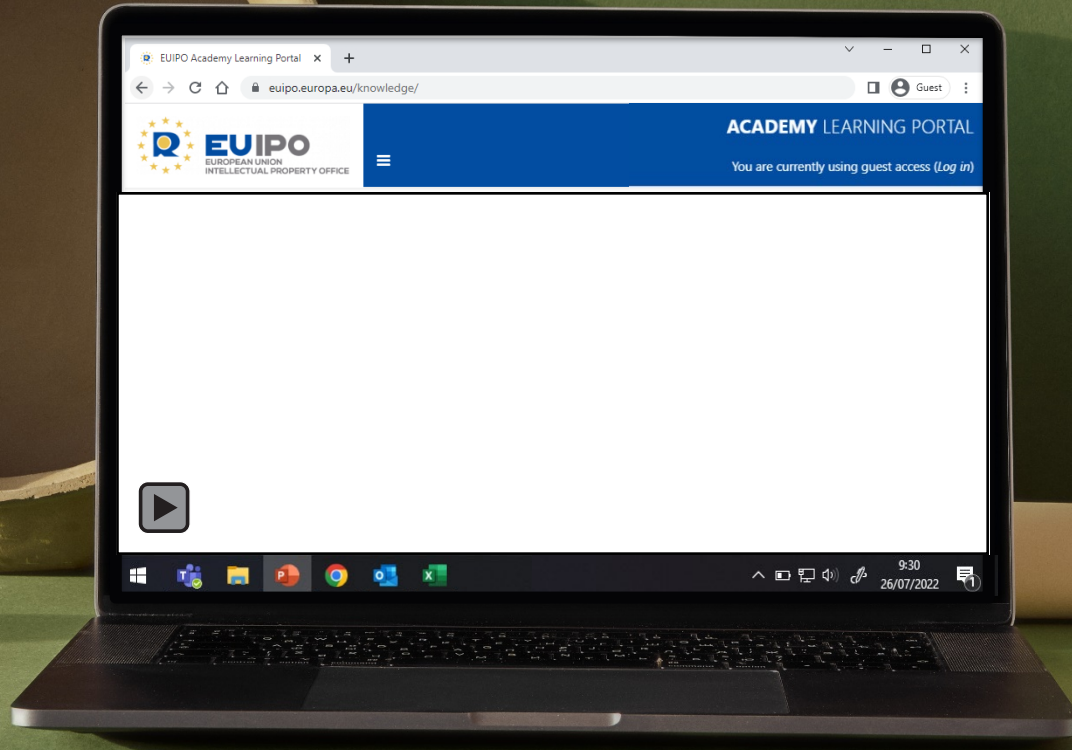 EUIPO Academy Learning Portal
euipo.europa.eu/knowledge/
Guest
R
EUIPO
EUROPEAN UNION
INTELLECTUAL PROPERTY OFFICE
ACADEMY LEARNING PORTAL
You are currently using guest access (Log in)
T
P
o
X
9:30
26/07/2022
1